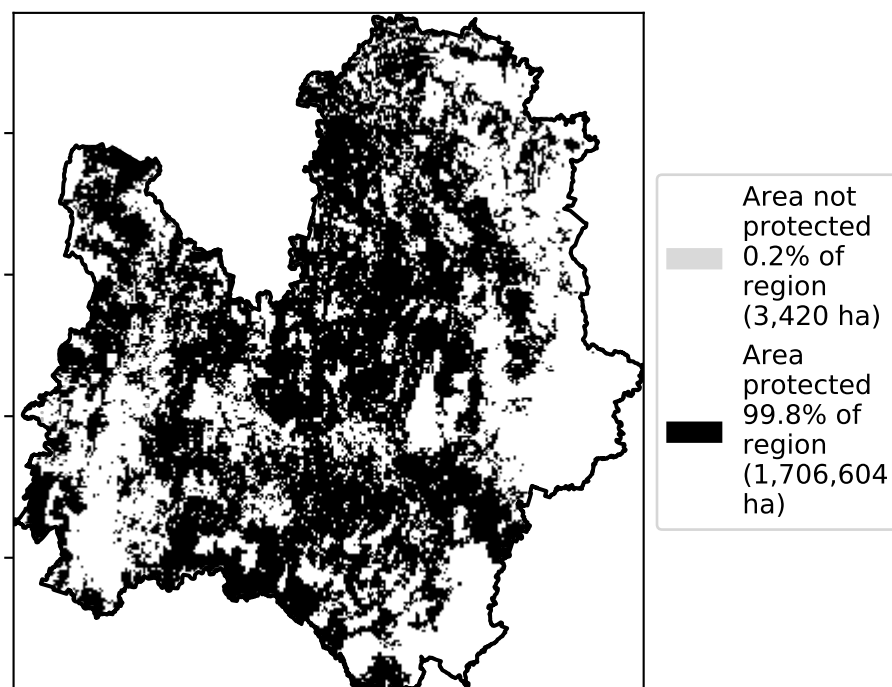 Area not
protected
0.2% of
region
(3,420 ha)
Area
protected
99.8% of
region
(1,706,604
ha)